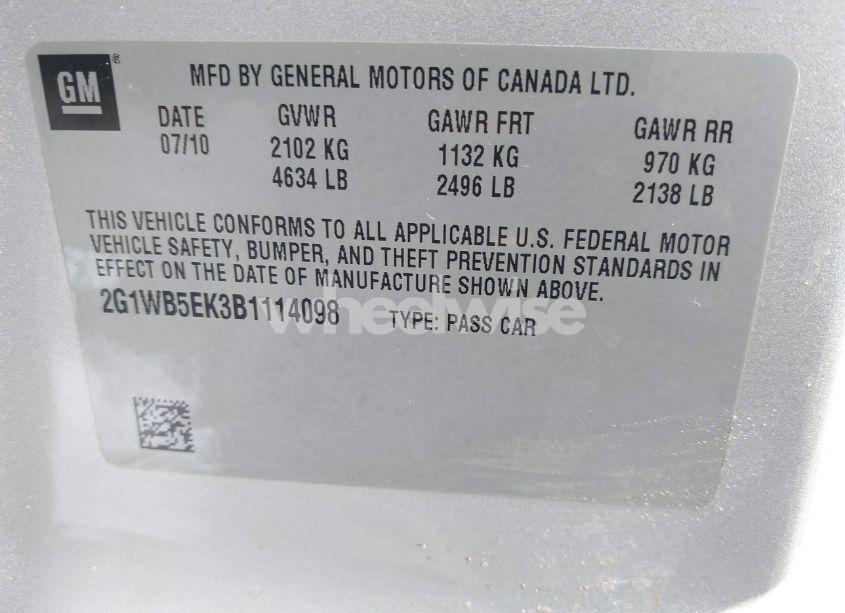 GM
MFD BY GENERAL MOTORS OF CANADA LTD.
DATE GVWR GAWR FRT GAWR RR
07/10 2102 KG 1132 KG 970 KG
4634 LB 2496 LB 2138 LB
THIS VEHICLE CONFORMS TO ALL APPLICABLE U.S. FEDERAL MOTOR
VEHICLE SAFETY, BUMPER, AND THEFT PREVENTION STANDARDS IN
EFFECT ON THE DATE OF MANUFACTURE SHOWN ABOVE.
2G1WB5EK3B1114098 TYPE: PASS CAR
wheelwise